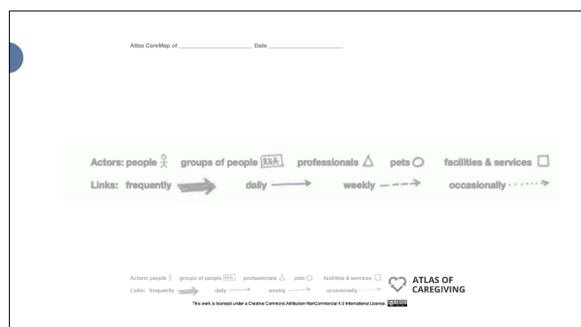 Atlas CareMap of ____________________ Date ____________________
Actors: people groups of people professionals pets facilities & services
Links: frequently daily weekly occasionally
Actors: people groups of people professionals pets facilities & services
Links: frequently daily weekly occasionally
ATLAS OF
CAREGIVING
This work is licensed under a Creative Commons Attribution-NonCommercial 4.0 International License.